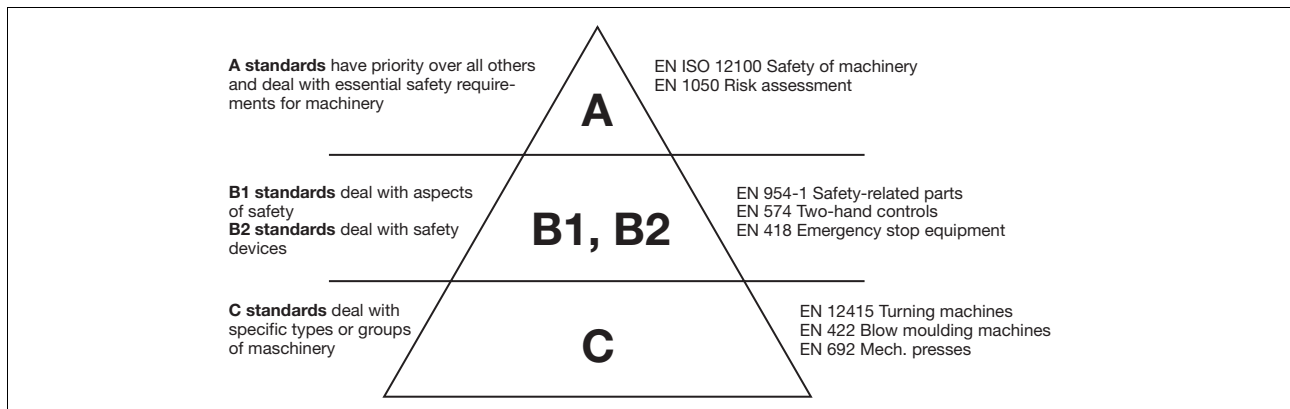 A standards have priority over all others
and deal with essential safety require-
ments for machinery
EN ISO 12100 Safety of machinery
EN 1050 Risk assessment
A
B1 standards deal with aspects
of safety
B2 standards deal with safety
devices
B1, B2
EN 954-1 Safety-related parts
EN 574 Two-hand controls
EN 418 Emergency stop equipment
C standards deal with
specific types or groups
of maschinery
C
EN 12415 Turning machines
EN 422 Blow moulding machines
EN 692 Mech. presses